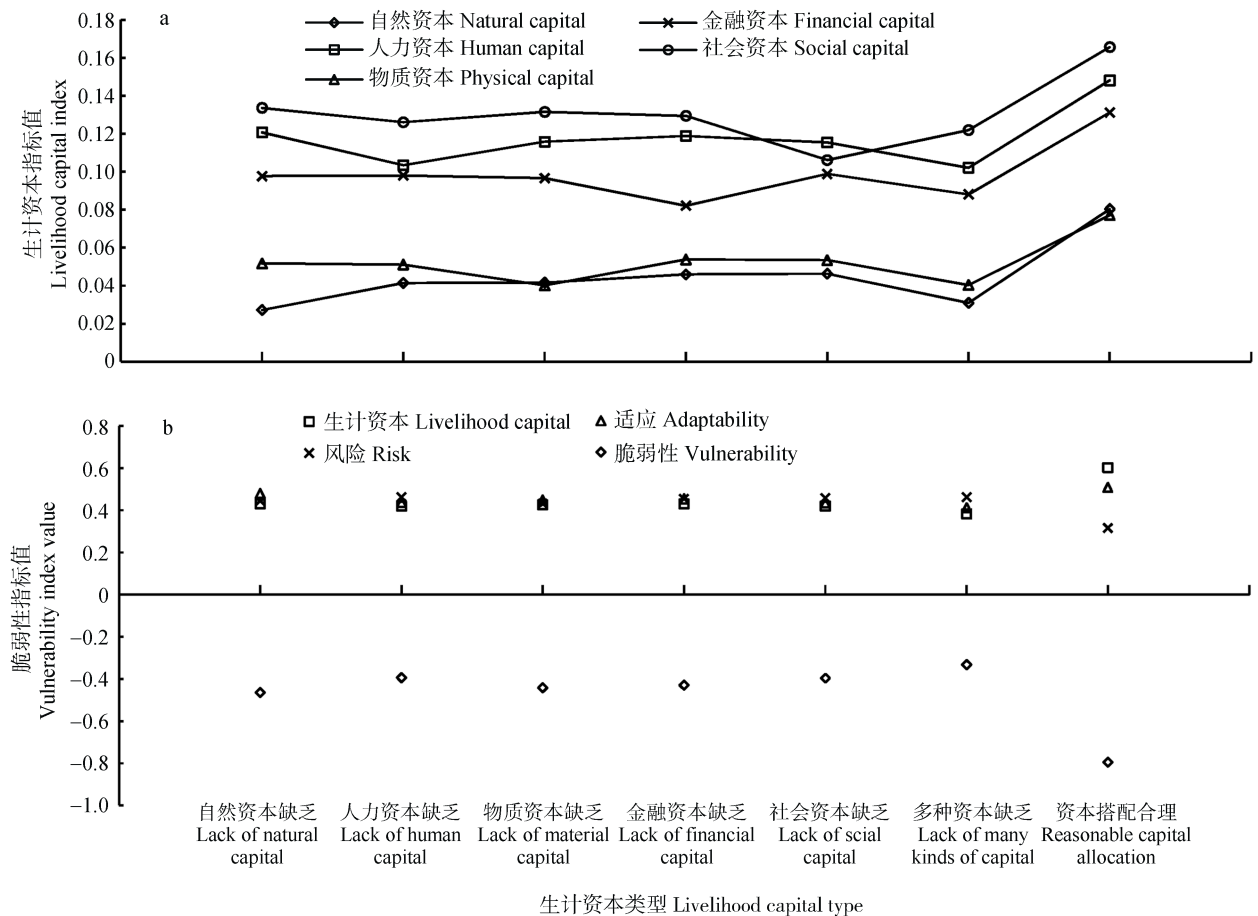 a
自然资本 Natural capital
金融资本 Financial capital
人力资本 Human capital
社会资本 Social capital
物质资本 Physical capital
生计资本指标值
Livelihood capital index
0.18
0.16
0.14
0.12
0.10
0.08
0.06
0.04
0.02
0
b
生计资本 Livelihood capital
适应 Adaptability
风险 Risk
脆弱性 Vulnerability
脆弱性指标值
Vulnerability index value
0.8
0.6
0.4
0.2
0
−0.2
−0.4
−0.6
−0.8
−1.0
自然资本缺乏
Lack of natural
capital
人力资本缺乏
Lack of human
capital
物质资本缺乏
Lack of material
capital
金融资本缺乏
Lack of financial
capital
社会资本缺乏
Lack of scial
capital
多种资本缺乏
Lack of many
kinds of capital
资本搭配合理
Reasonable capital
allocation
生计资本类型 Livelihood capital type